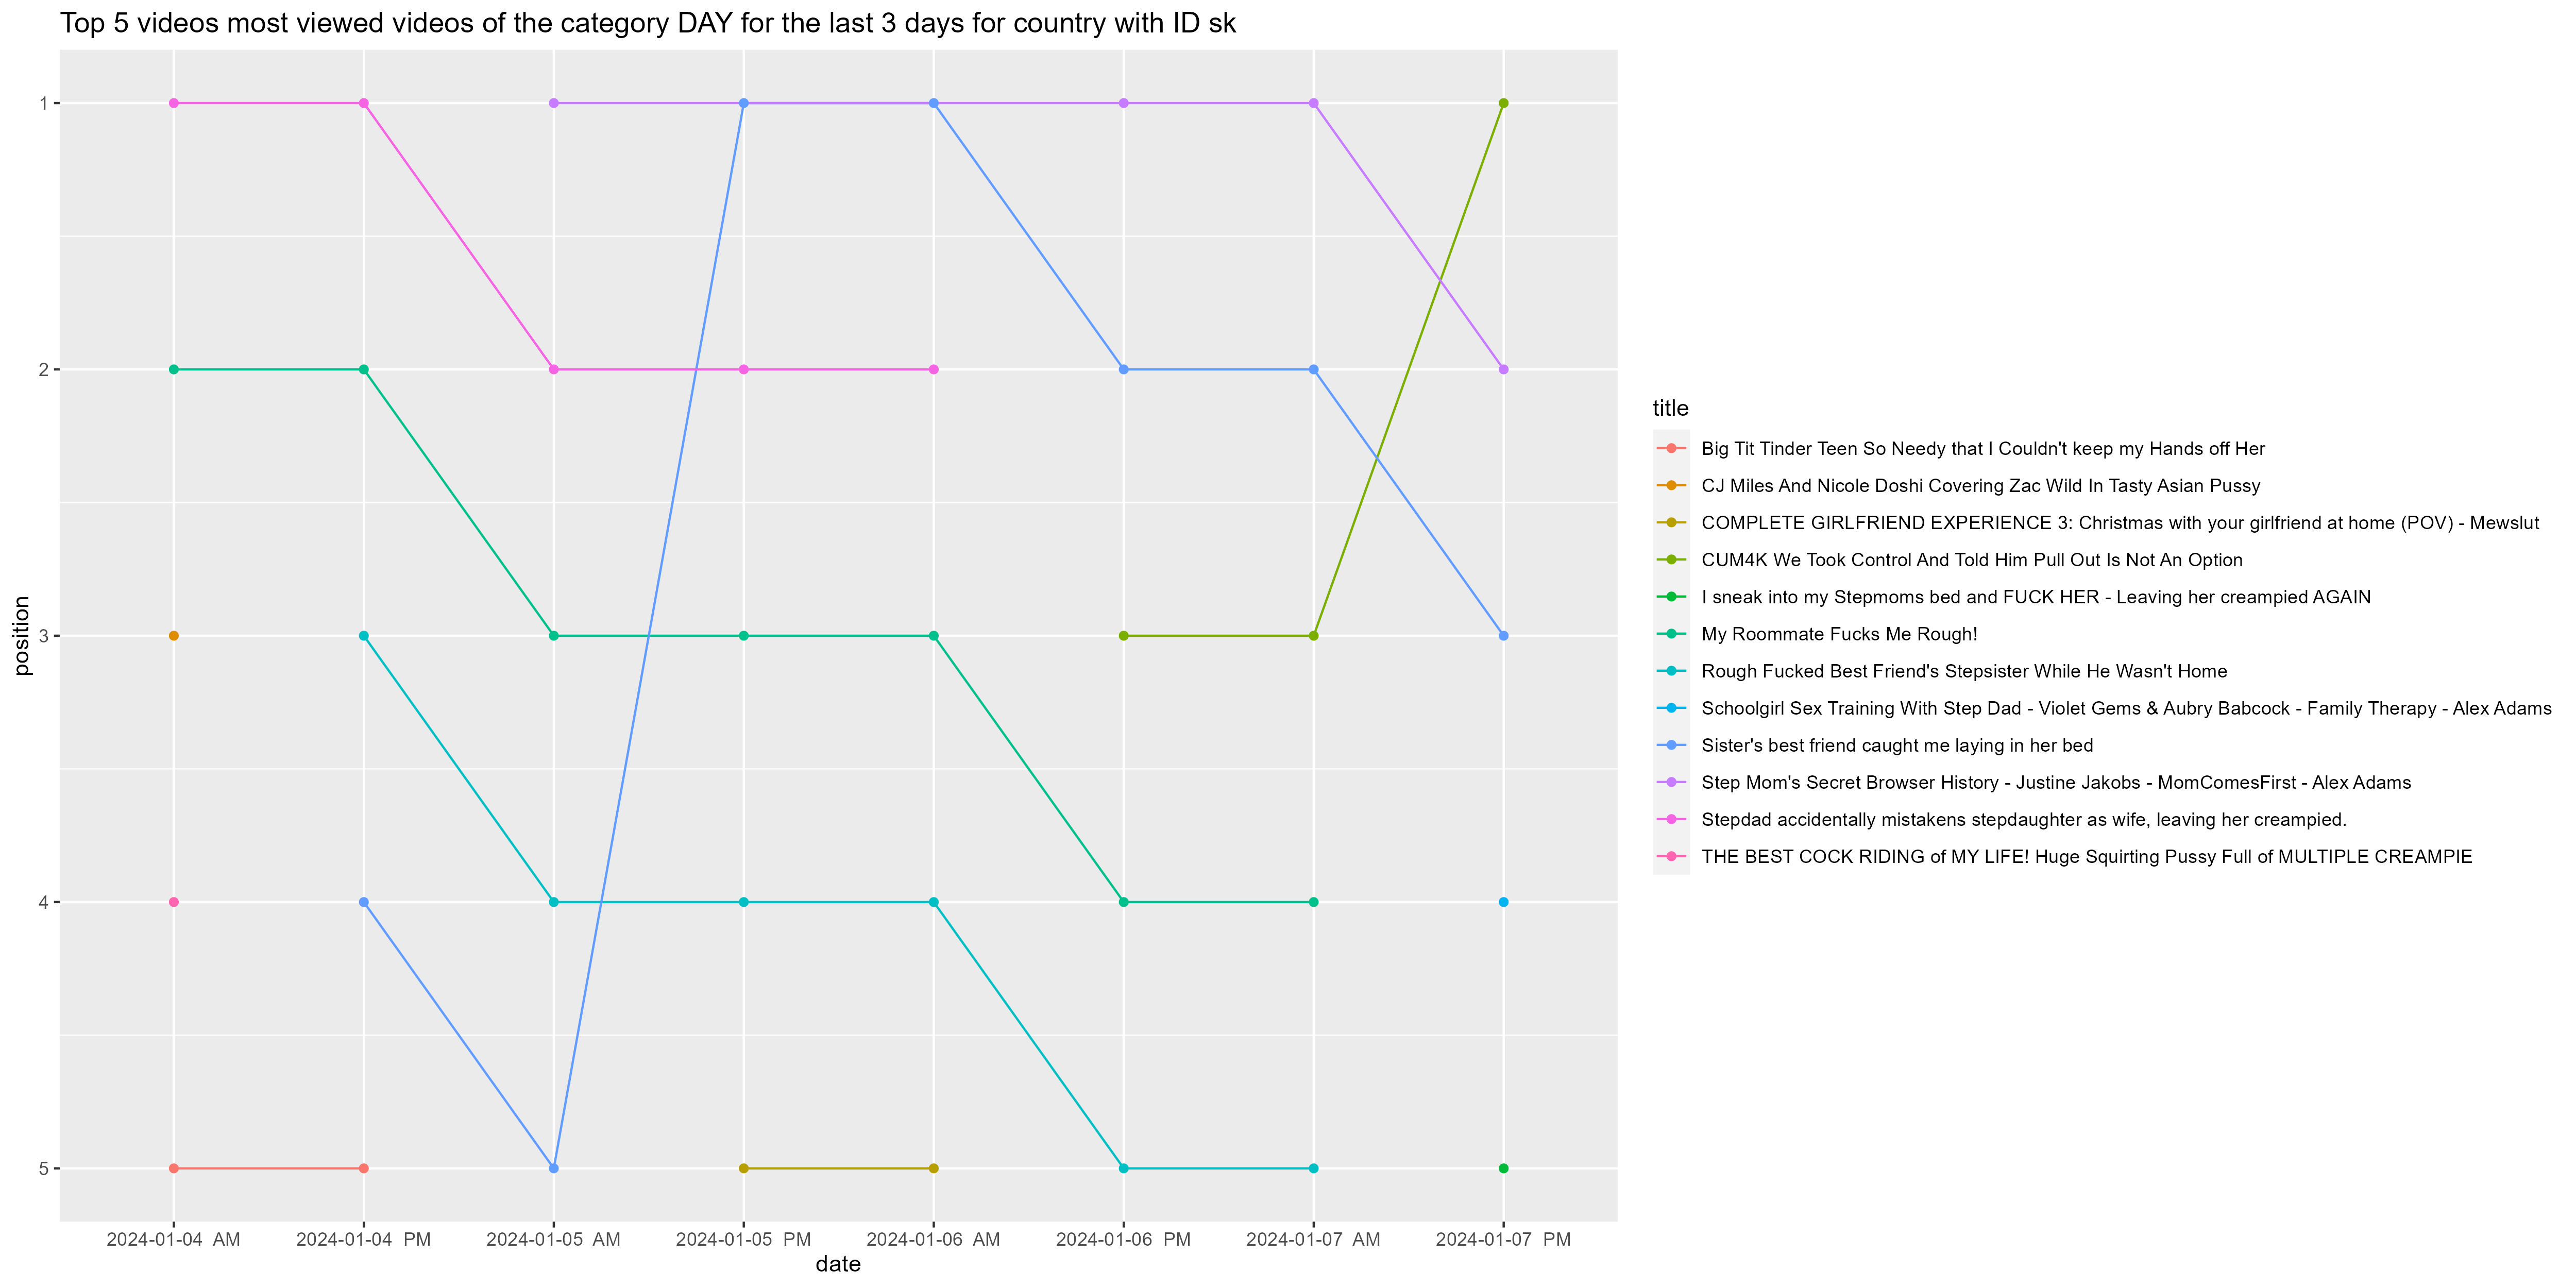 Top 5 videos most viewed videos of the category DAY for the last 3 days for country with ID sk
position
1
2
3
4
5
2024-01-04 AM
2024-01-04 PM
2024-01-05 AM
2024-01-05 PM
2024-01-06 AM
2024-01-06 PM
2024-01-07 AM
2024-01-07 PM
date
title
Big Tit Tinder Teen So Needy that I Couldn't keep my Hands off Her
CJ Miles And Nicole Doshi Covering Zac Wild In Tasty Asian Pussy
COMPLETE GIRLFRIEND EXPERIENCE 3: Christmas with your girlfriend at home (POV) - Mewslut
CUM4K We Took Control And Told Him Pull Out Is Not An Option
I sneak into my Stepmoms bed and FUCK HER - Leaving her creampied AGAIN
My Roommate Fucks Me Rough!
Rough Fucked Best Friend's Stepsister While He Wasn't Home
Schoolgirl Sex Training With Step Dad - Violet Gems & Aubry Babcock - Family Therapy - Alex Adams
Sister's best friend caught me laying in her bed
Step Mom's Secret Browser History - Justine Jakobs - MomComesFirst - Alex Adams
Stepdad accidentally mistakens stepdaughter as wife, leaving her creampied.
THE BEST COCK RIDING of MY LIFE! Huge Squirting Pussy Full of MULTIPLE CREAMPIE